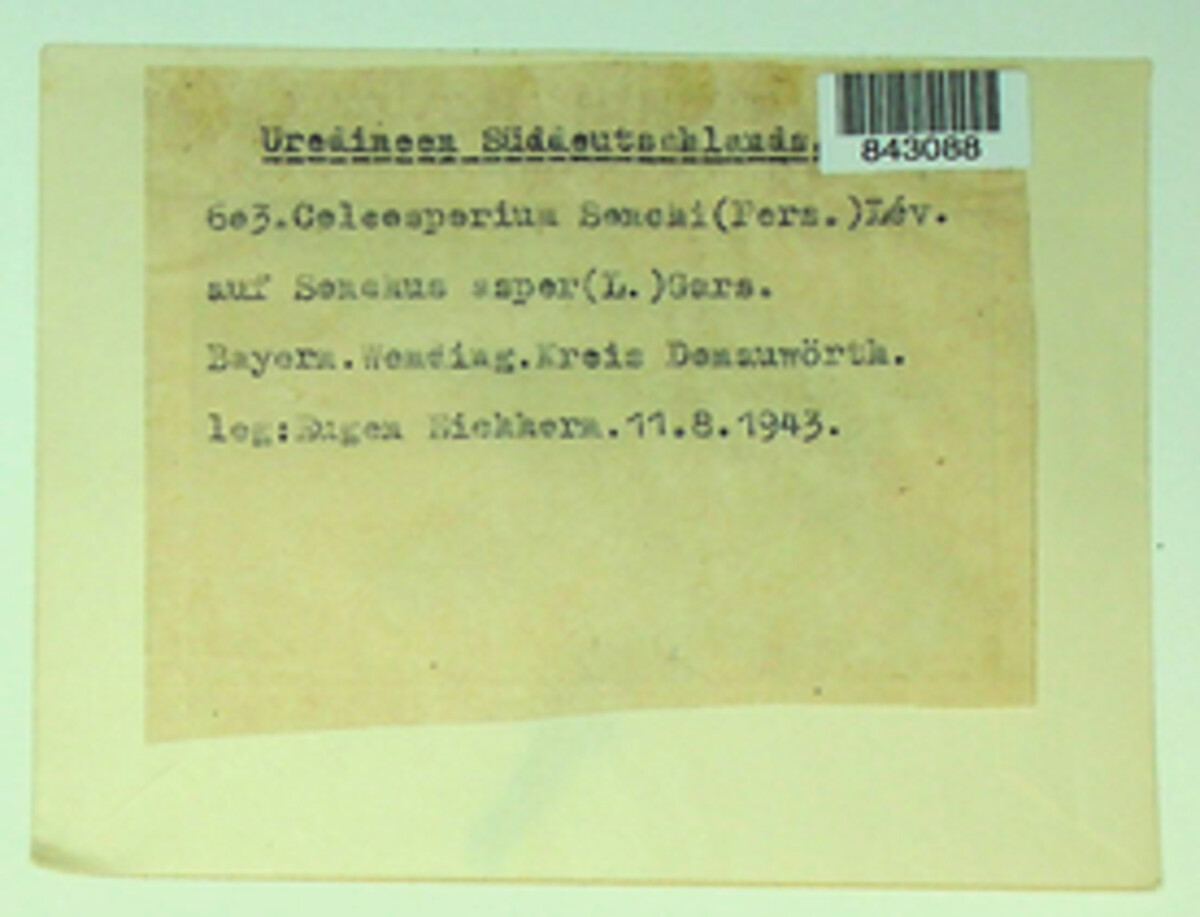 Uredineen Süddeutschlands.
843088
603.Coleosporium Sonchi(Pers.)Lév.
auf Sonchus asper(L.)Gars.
Bayern.Wemding.Kreis Donauwörth.
leg:Eugen Eichhorn.11.8.1943.